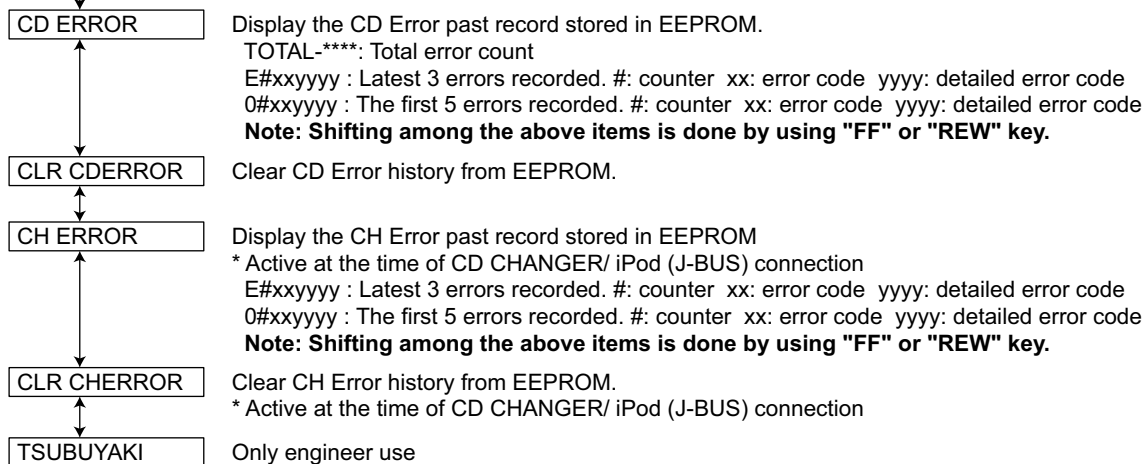 CD ERROR Display the CD Error past record stored in EEPROM.
TOTAL-****: Total error count
E#xxyyyy : Latest 3 errors recorded. #: counter xx: error code yyyy: detailed error code
0#xxyyyy : The first 5 errors recorded. #: counter xx: error code yyyy: detailed error code
Note: Shifting among the above items is done by using "FF" or "REW" key.
CLR CDERROR Clear CD Error history from EEPROM.
CH ERROR Display the CH Error past record stored in EEPROM
* Active at the time of CD CHANGER/ iPod (J-BUS) connection
E#xxyyyy : Latest 3 errors recorded. #: counter xx: error code yyyy: detailed error code
0#xxyyyy : The first 5 errors recorded. #: counter xx: error code yyyy: detailed error code
Note: Shifting among the above items is done by using "FF" or "REW" key.
CLR CHERROR Clear CH Error history from EEPROM.
* Active at the time of CD CHANGER/ iPod (J-BUS) connection
TSUBUYAKI Only engineer use